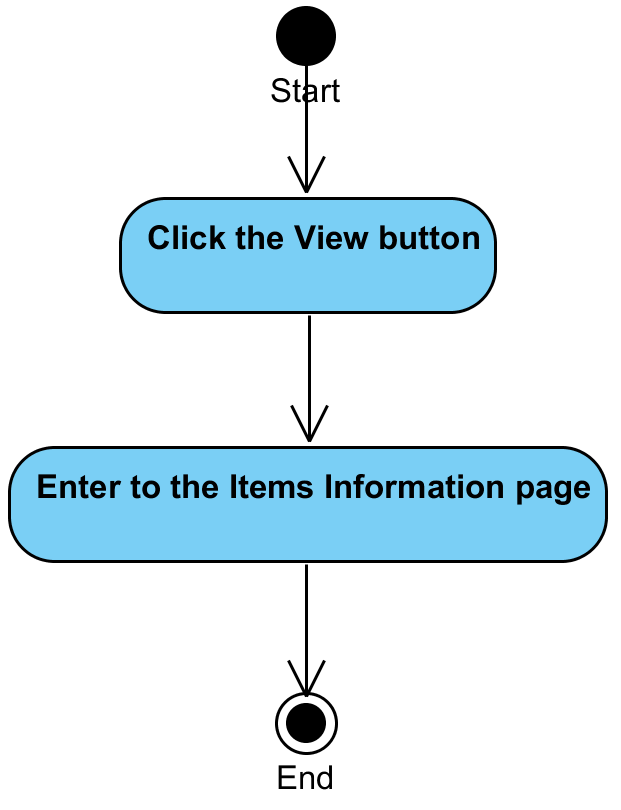 Start
Click the View button
Enter to the Items Information page
End